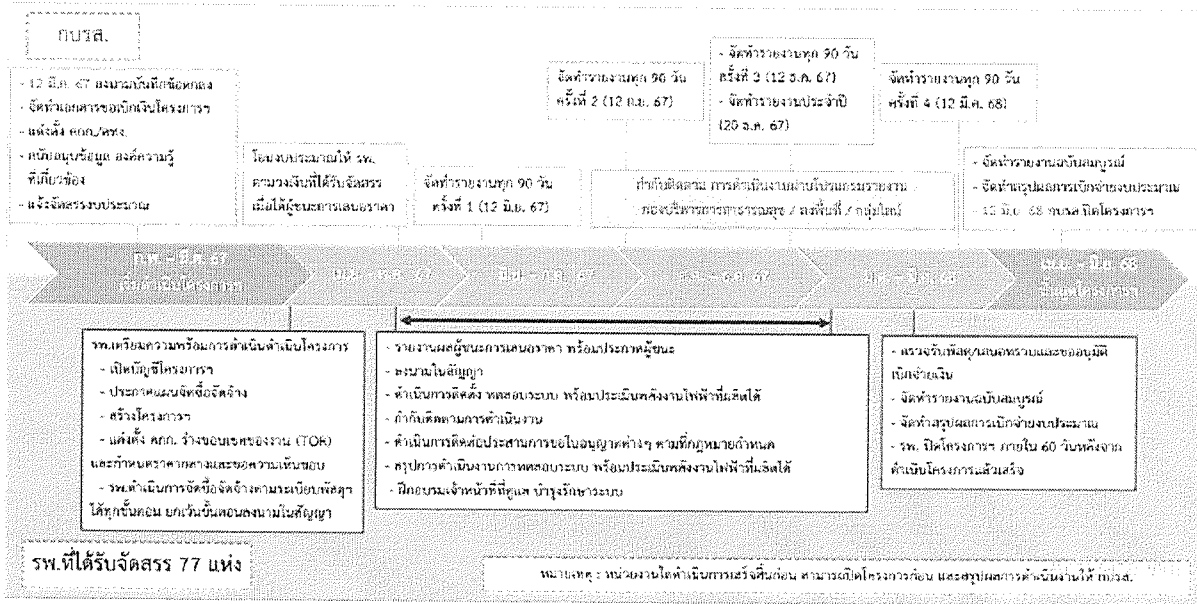 กบรส.
- 12 มี.ค. 67 ลงนามบันทึกข้อตกลง
- จัดทำเอกสารขอเบิกเงินโครงการฯ
- แต่งตั้ง คกก./คทง.
- สนับสนุนข้อมูล องค์ความรู้
ที่เกี่ยวข้อง
- แจ้งจัดสรรงบประมาณ
โอนงบประมาณให้ รพ.
ตามวงเงินที่ได้รับจัดสรร
เมื่อได้ผู้ชนะการเสนอราคา
จัดทำรายงานทุก 90 วัน
ครั้งที่ 1 (12 มิ.ย. 67)
จัดทำรายงานทุก 90 วัน
ครั้งที่ 2 (12 ก.ย. 67)
- จัดทำรายงานทุก 90 วัน
ครั้งที่ 3 (12 ธ.ค. 67)
- จัดทำรายงานประจำปี
(20 ธ.ค. 67)
จัดทำรายงานทุก 90 วัน
ครั้งที่ 4 (12 มี.ค. 68)
กำกับติดตาม การดำเนินงานผ่านโปรแกรมรายงาน
กองบริหารการสาธารณสุข / ลงพื้นที่ / กลุ่มไลน์
- จัดทำรายงานฉบับสมบูรณ์
- จัดทำสรุปผลการเบิกจ่ายงบประมาณ
- 12 มิ.ย. 68 กบรส.ปิดโครงการฯ
ก.พ. – มี.ค. 67
เริ่มดำเนินโครงการฯ
67
มิ.ย. – ก.ย. 67
– ธ.ค. 67
– มี.ค. 68
เม.ย. – มิ.ย. 68
สิ้นสุดโครงการฯ
รพ.เตรียมความพร้อมการดำเนินดำเนินโครงการ
- เปิดบัญชีโครงการฯ
- ประกาศแผนจัดซื้อจัดจ้าง
- สร้างโครงการฯ
- แต่งตั้ง คกก. ร่างขอบเขตของงาน (TOR)
และกำหนดราคากลางและขอความเห็นชอบ
- รพ.ดำเนินการจัดซื้อจัดจ้างตามระเบียบพัสดุฯ
ได้ทุกขั้นตอน ยกเว้นขั้นตอนลงนามในสัญญา
- รายงานผลผู้ชนะการเสนอราคา พร้อมประกาศผู้ชนะ
- ลงนามในสัญญา
- ดำเนินการติดตั้ง ทดสอบระบบ พร้อมประเมินพลังงานไฟฟ้าที่ผลิตได้
- กำกับติดตามการดำเนินงาน
- ดำเนินการติดต่อประสานการขอใบอนุญาตต่างๆ ตามที่กฎหมายกำหนด
- สรุปการดำเนินงานการทดสอบระบบ พร้อมประเมินพลังงานไฟฟ้าที่ผลิตได้
- ฝึกอบรมเจ้าหน้าที่ที่ดูแล บำรุงรักษาระบบ
- ตรวจรับพัสดุ/เสนอทราบและขออนุมัติ
เบิกจ่ายเงิน
- จัดทำรายงานฉบับสมบูรณ์
- จัดทำสรุปผลการเบิกจ่ายงบประมาณ
- รพ. ปิดโครงการฯ ภายใน 60 วันหลังจาก
ดำเนินโครงการแล้วเสร็จ
รพ.ที่ได้รับจัดสรร 77 แห่ง
หมายเหตุ : หน่วยงานใดดำเนินการเสร็จสิ้นก่อน สามารถปิดโครงการก่อน และสรุปผลการดำเนินงานให้ กบรส.